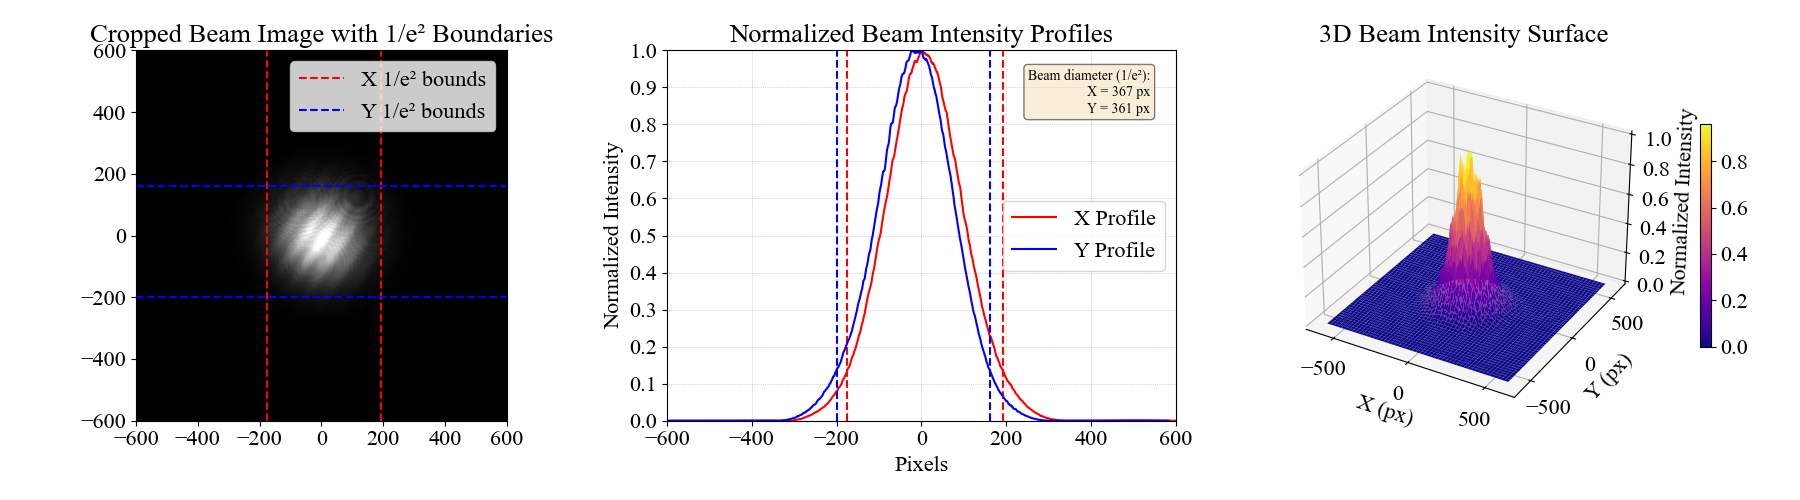 Cropped Beam Image with 1/e² Boundaries
600
400
200
0
−200
−400
−600
−600 −400 −200 0 200 400 600
X 1/e² bounds
Y 1/e² bounds
Normalized Beam Intensity Profiles
Normalized Intensity
1.0
0.9
0.8
0.7
0.6
0.5
0.4
0.3
0.2
0.1
0.0
−600 −400 −200 0 200 400 600
Pixels
Beam diameter (1/e²):
X = 367 px
Y = 361 px
X Profile
Y Profile
3D Beam Intensity Surface
1.0
0.8
0.6
0.4
0.2
0.0
Normalized Intensity
−500
0
500
X (px)
−500
0
500
Y (px)
0.8
0.6
0.4
0.2
0.0